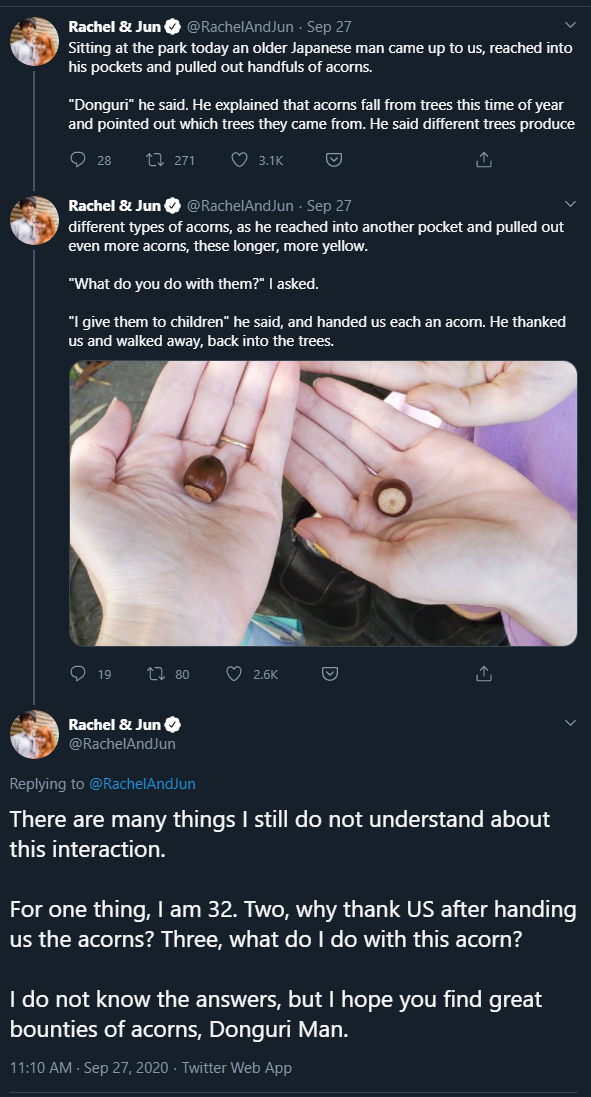 Rachel & Jun @RachelAndJun · Sep 27
Sitting at the park today an older Japanese man came up to us, reached into
his pockets and pulled out handfuls of acorns.
"Donguri" he said. He explained that acorns fall from trees this time of year
and pointed out which trees they came from. He said different trees produce
28 271 3.1K
Rachel & Jun @RachelAndJun · Sep 27
different types of acorns, as he reached into another pocket and pulled out
even more acorns, these longer, more yellow.
"What do you do with them?" I asked.
"I give them to children" he said, and handed us each an acorn. He thanked
us and walked away, back into the trees.
19 80 2.6K
Rachel & Jun
@RachelAndJun
Replying to @RachelAndJun
There are many things I still do not understand about
this interaction.
For one thing, I am 32. Two, why thank US after handing
us the acorns? Three, what do I do with this acorn?
I do not know the answers, but I hope you find great
bounties of acorns, Donguri Man.
11:10 AM · Sep 27, 2020 · Twitter Web App